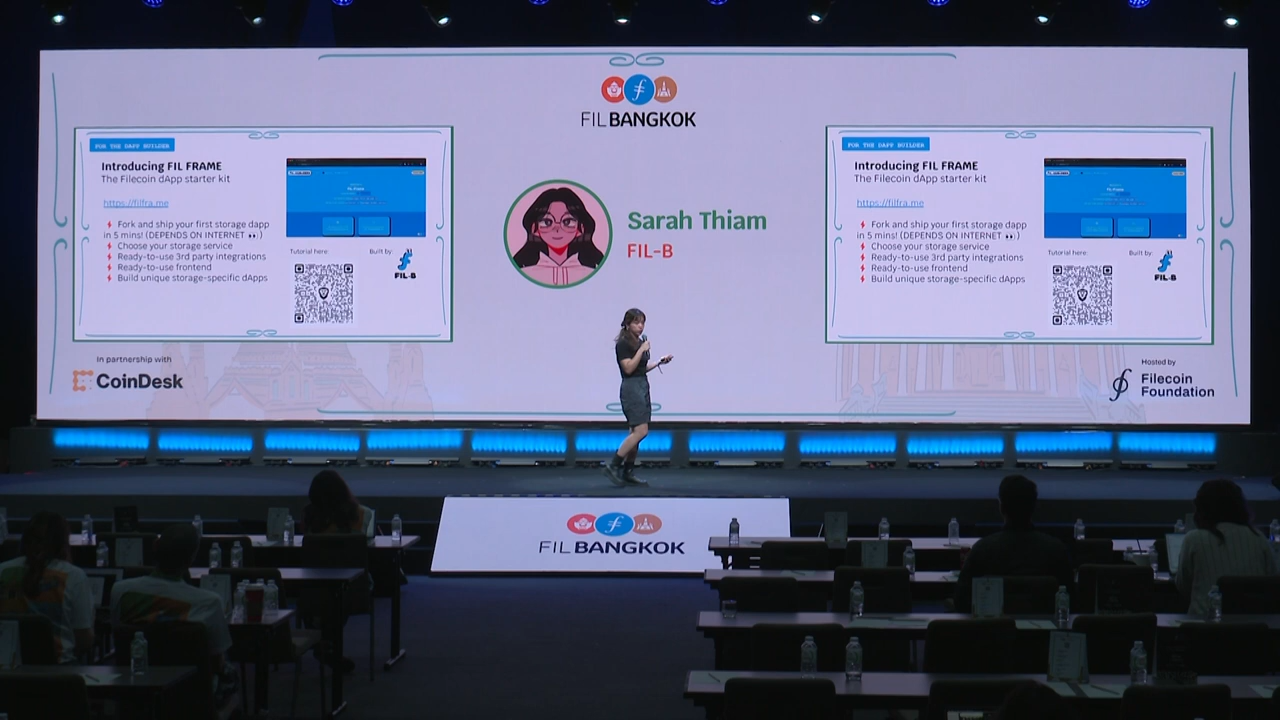 FIL BANGKOK
FOR THE DAPP BUILDER
Introducing FIL FRAME
The Filecoin dApp starter kit
https://filfra.me
Fork and ship your first storage dapp
in 5 mins! (DEPENDS ON INTERNET 👀)
Choose your storage service
Ready-to-use 3rd party integrations
Ready-to-use frontend
Build unique storage-specific dApps
Tutorial here:
Built by:
FIL-B
In partnership with
CoinDesk
Sarah Thiam
FIL-B
FOR THE DAPP BUILDER
Introducing FIL FRAME
The Filecoin dApp starter kit
https://filfra.me
Fork and ship your first storage dapp
in 5 mins! (DEPENDS ON INTERNET 👀)
Choose your storage service
Ready-to-use 3rd party integrations
Ready-to-use frontend
Build unique storage-specific dApps
Tutorial here:
Built by:
FIL-B
Hosted by
Filecoin
Foundation
FIL BANGKOK